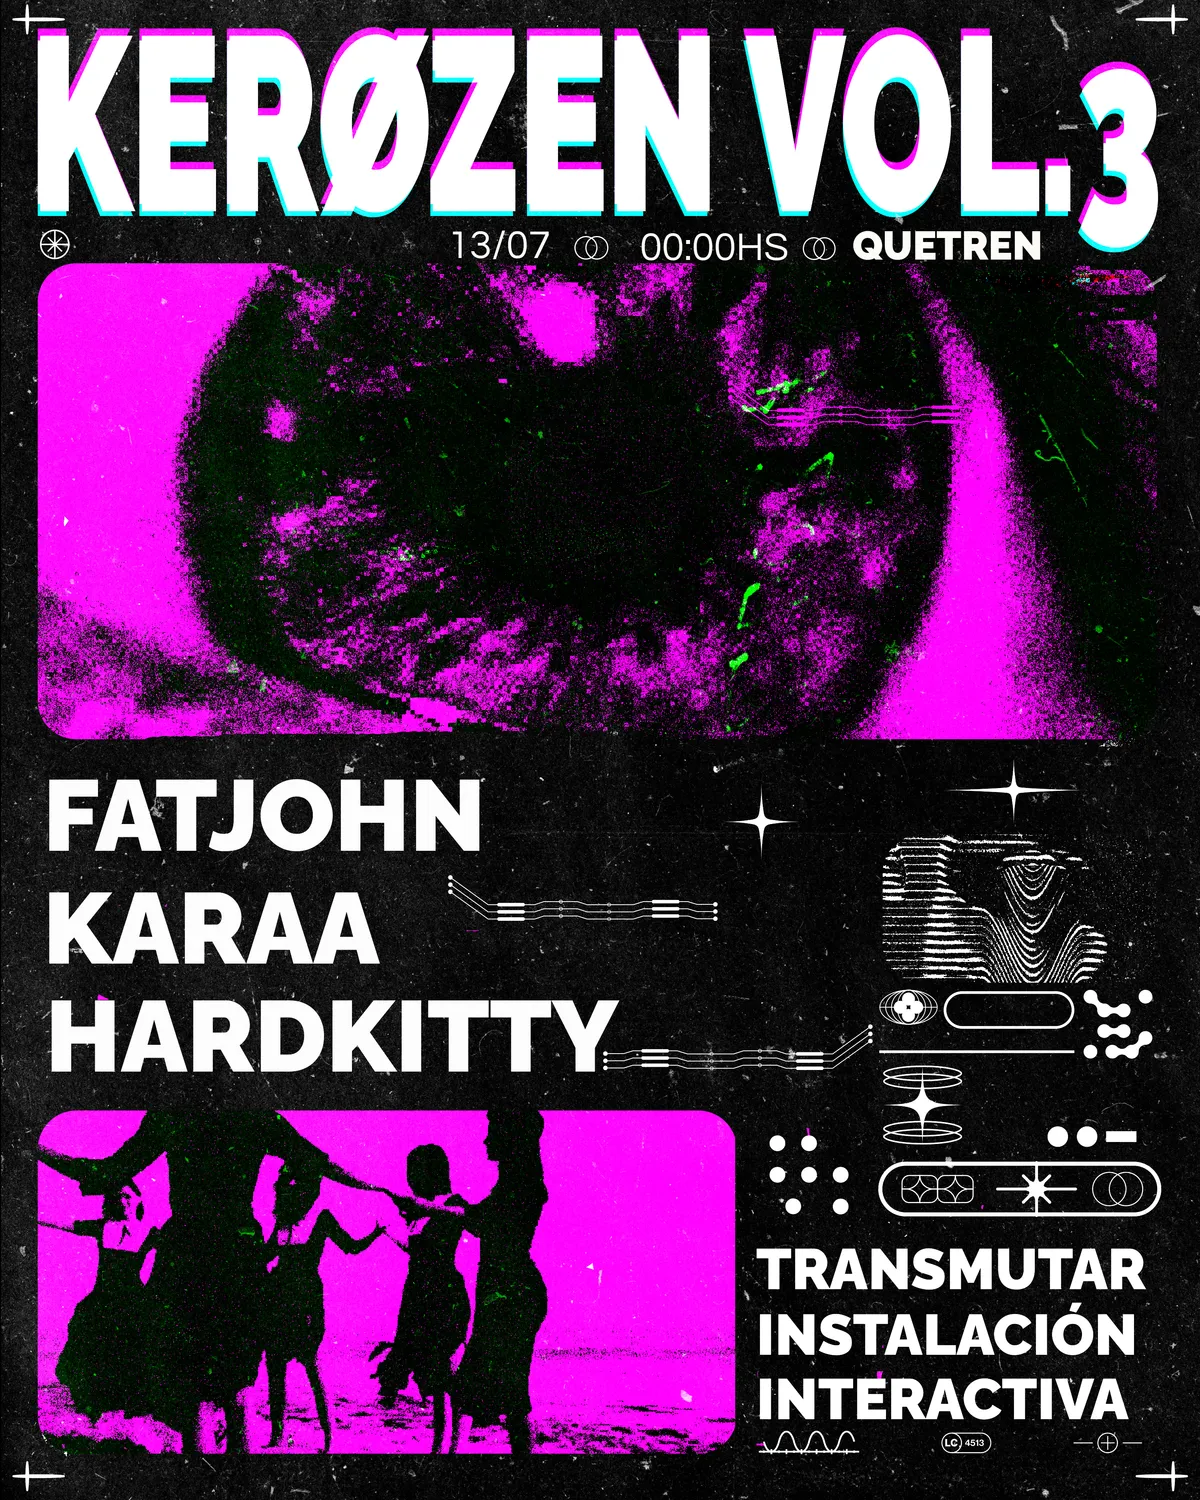 KERØZEN VOL.3
13/07 00:00HS QUETREN
FATJOHN
KARAA
HARDKITTY
TRANSMUTAR
INSTALACIÓN
INTERACTIVA
LC 4513